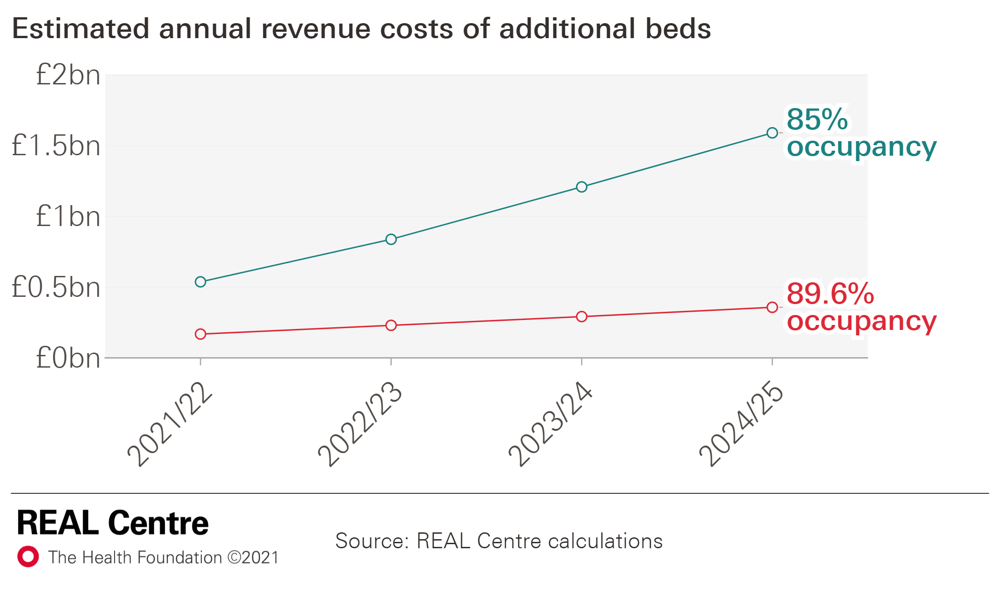 Estimated annual revenue costs of additional beds
£2bn
£1.5bn
£1bn
£0.5bn
£0bn
85%
occupancy
89.6%
occupancy
2021/22
2022/23
2023/24
2024/25
REAL Centre
The Health Foundation ©2021
Source: REAL Centre calculations